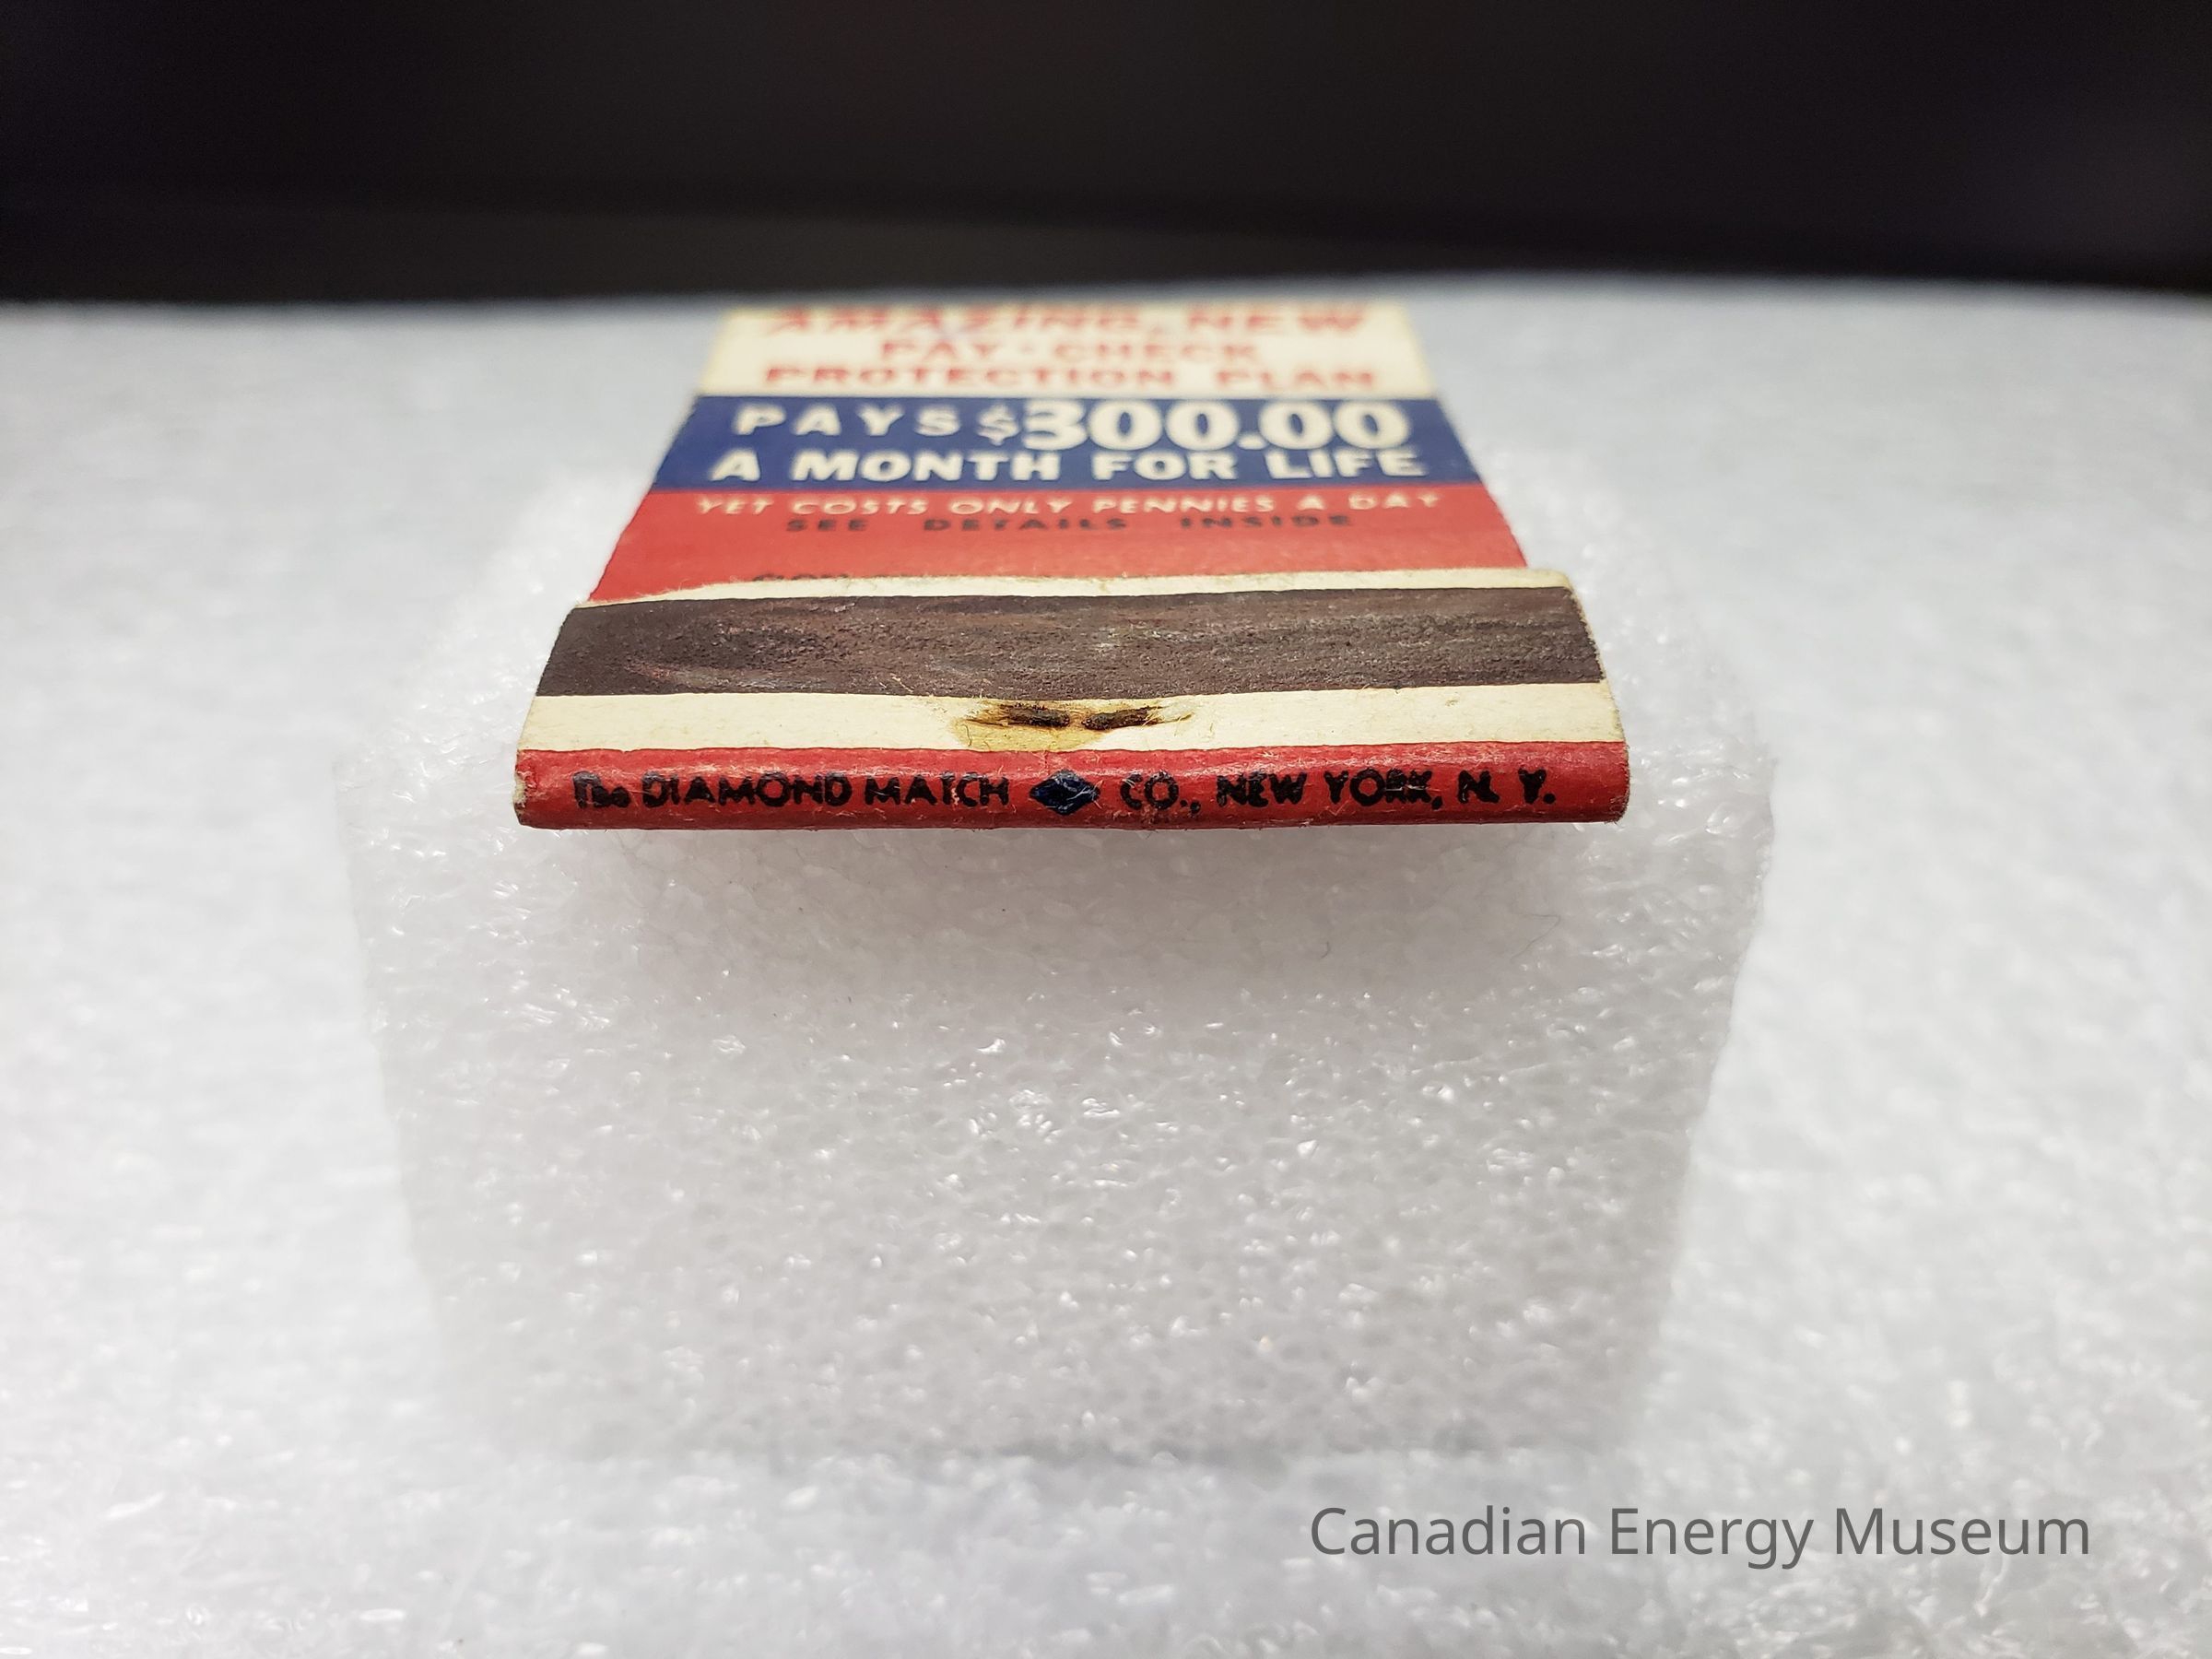 AMAZING NEW
PAY-CHECK
PROTECTION PLAN
PAYS $300.00
A MONTH FOR LIFE
YET COSTS ONLY PENNIES A DAY
SEE DETAILS INSIDE
The DIAMOND MATCH CO., NEW YORK, N. Y.
Canadian Energy Museum